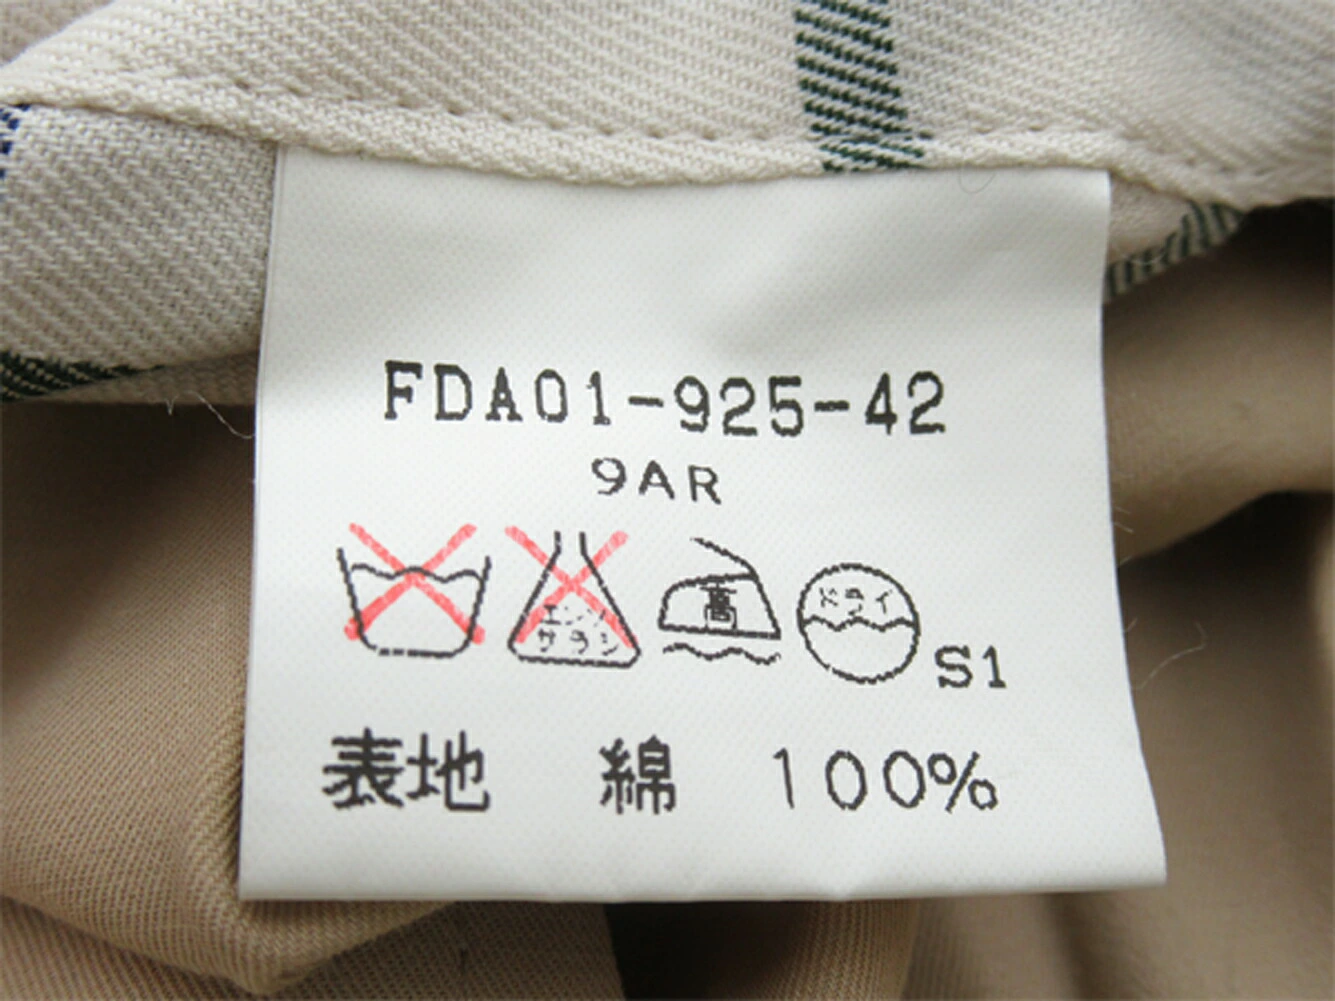 FDA01-925-42
9AR
エンソ
サラシ
高
ドライ
S1
表地 綿 100%